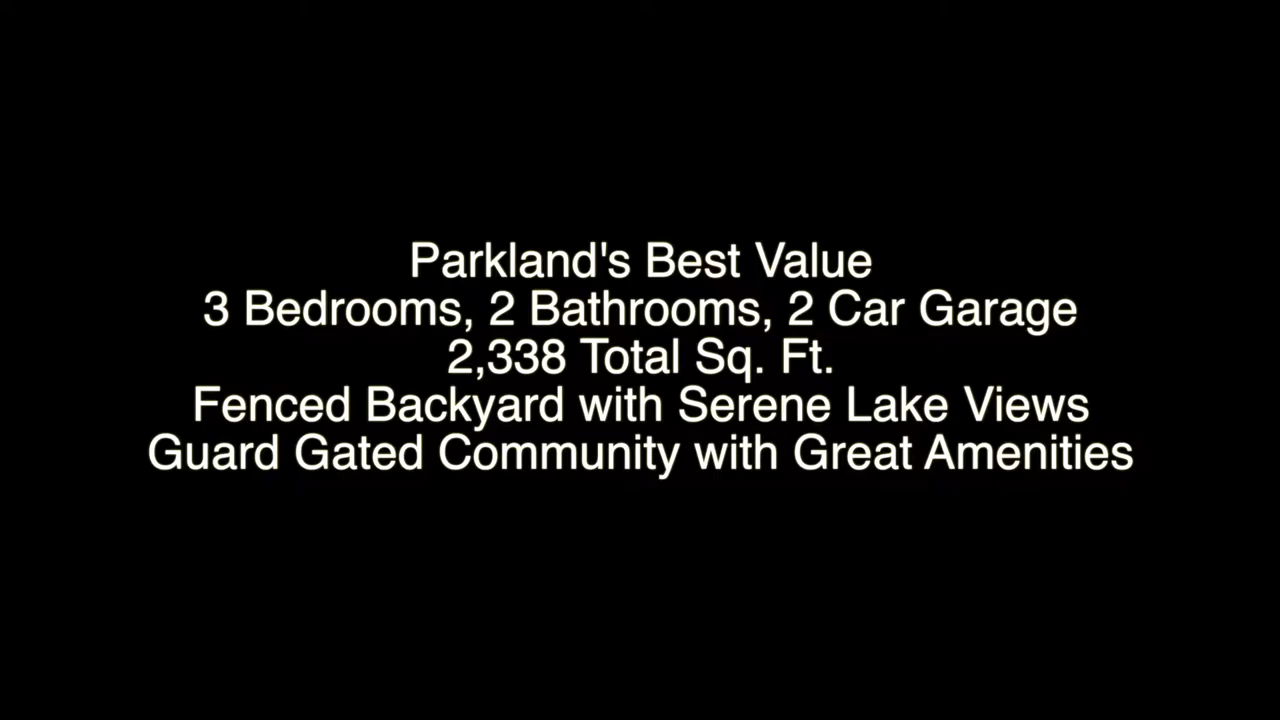 Parkland's Best Value
3 Bedrooms, 2 Bathrooms, 2 Car Garage
2,338 Total Sq. Ft.
Fenced Backyard with Serene Lake Views
Guard Gated Community with Great Amenities